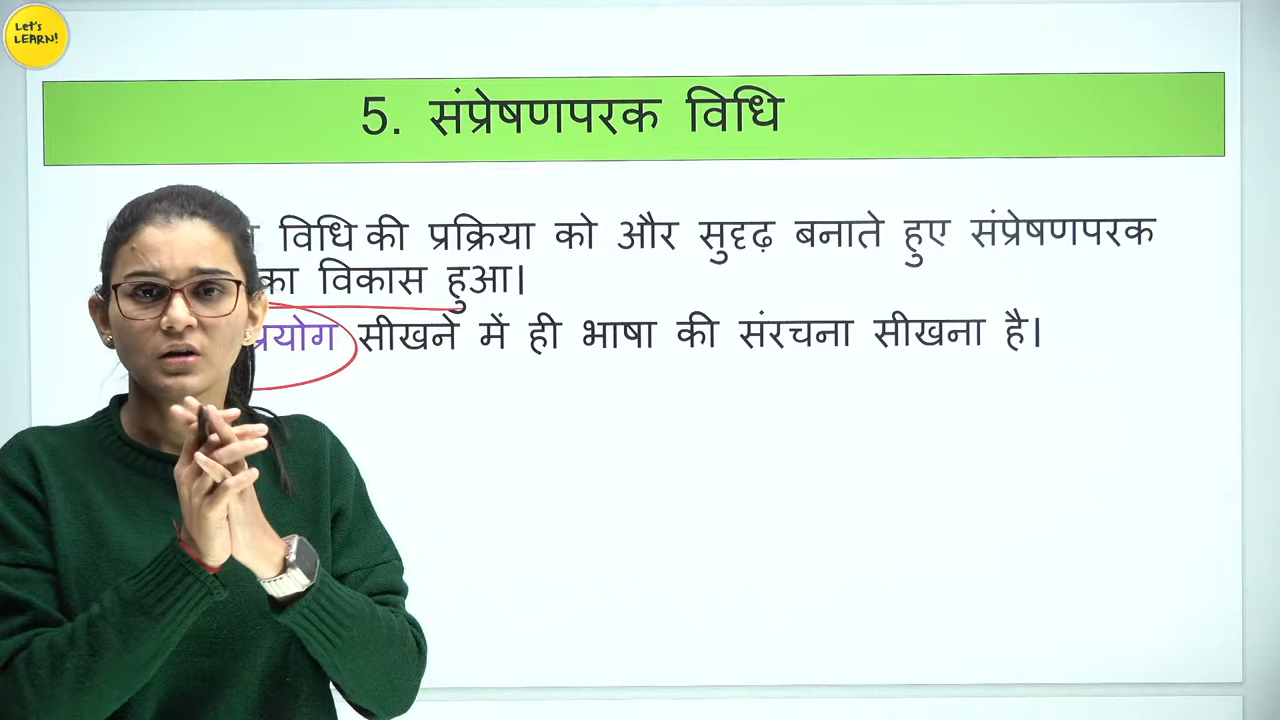 Let's
LEARN!
5. संप्रेषणपरक विधि
विधि की प्रक्रिया को और सुदृढ़ बनाते हुए संप्रेषणपरक
का विकास हुआ।
प्रयोग सीखने में ही भाषा की संरचना सीखना है।